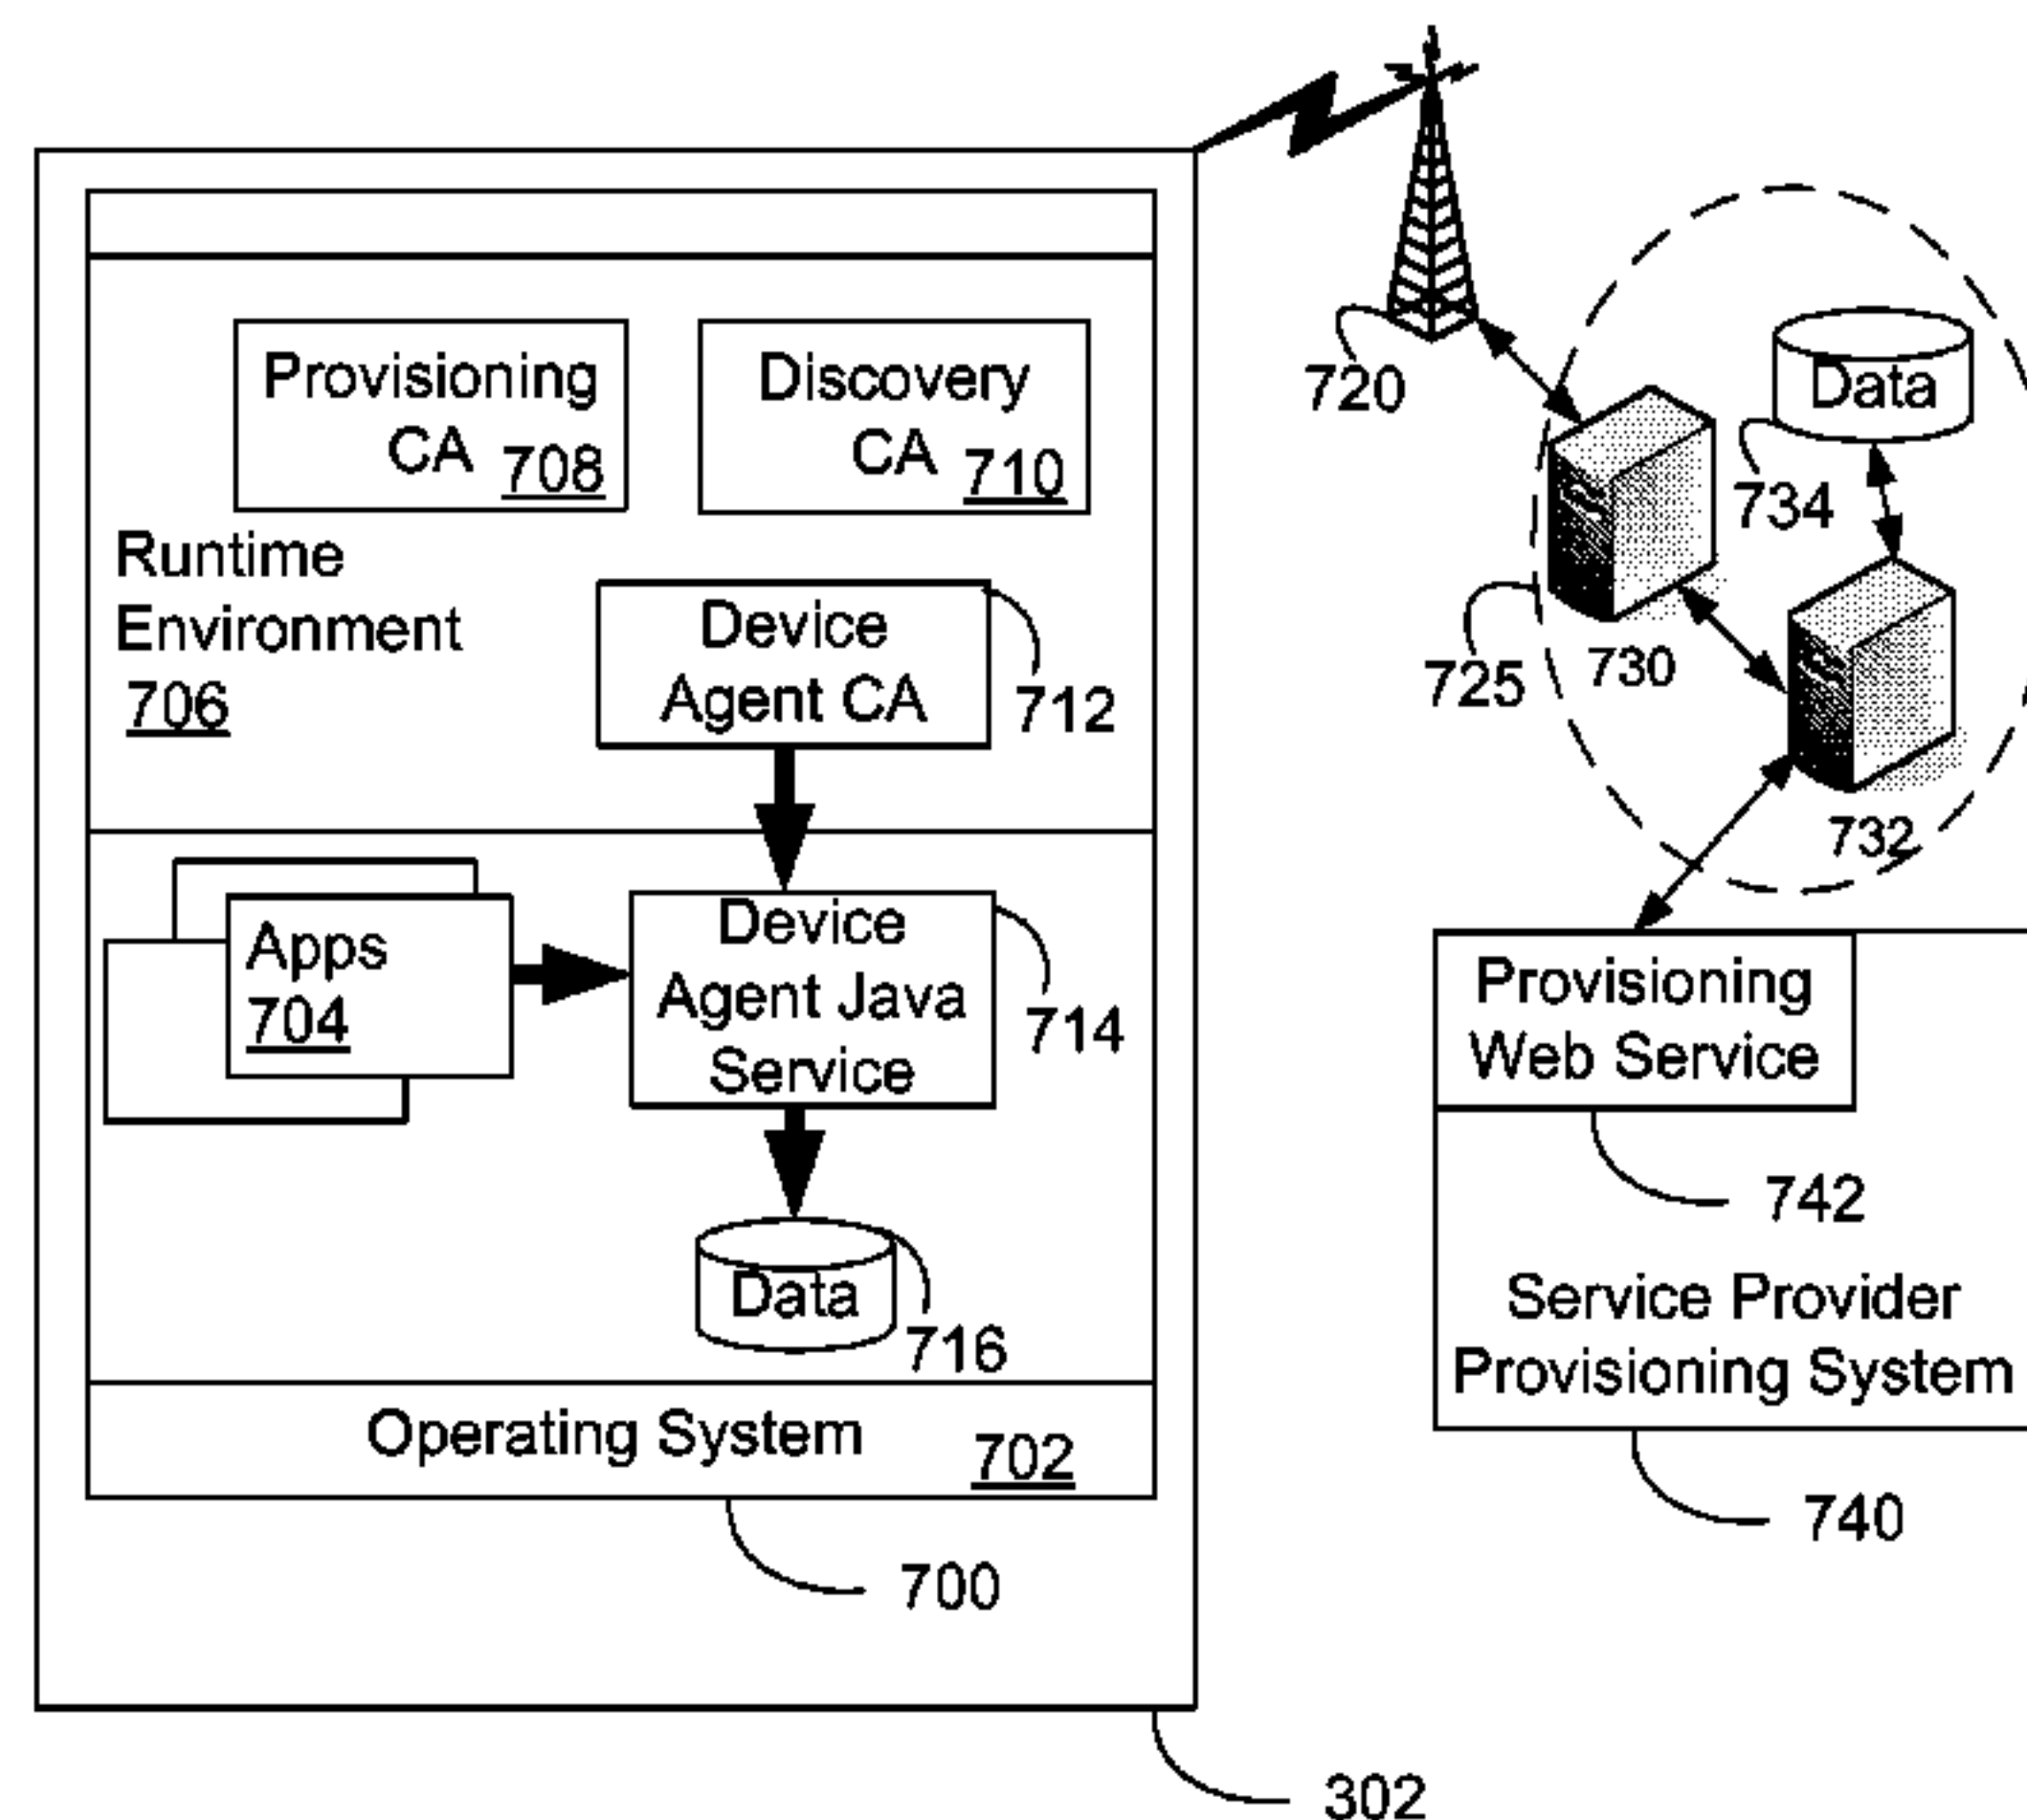 Provisioning
CA 708
Discovery
CA 710
Runtime
Environment
706
Device
Agent CA
712
Apps
704
Device
Agent Java
Service
714
Data
716
Operating System 702
700
302
720
Data
734
725
730
732
Provisioning
Web Service
742
Service Provider
Provisioning System
740